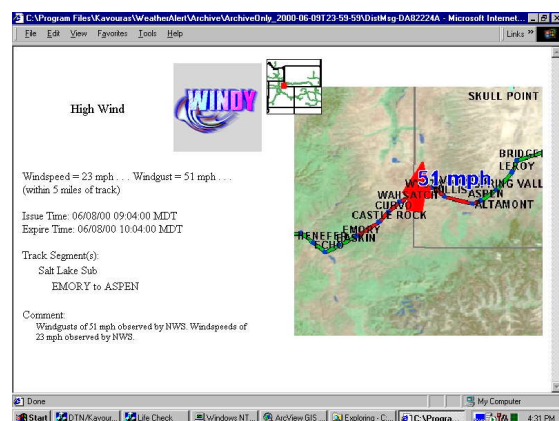 C:\Program Files\Kavouras\WeatherAlert\Archive\ArchiveOnly_2000-06-09T23-59-59\DistMsg-DA82224A - Microsoft Internet...
File Edit View Favorites Tools Help
Links »
High Wind
WINDY
SKULL POINT
Windspeed = 23 mph . . . Windgust = 51 mph . . .
(within 5 miles of track)
Issue Time: 06/08/00 09:04:00 MDT
Expire Time: 06/08/00 10:04:00 MDT
Track Segment(s):
Salt Lake Sub
EMORY to ASPEN
Comment:
Windgusts of 51 mph observed by NWS. Windspeeds of
23 mph observed by NWS.
LEROY
51 mph
ASPEN
ALTAMONT
WAHSATCH
CURVO
CASTLE ROCK
EMORY
BASKIN
HENEFER
ECHO
Done
My Computer
Start
DTN/Kavour...
Life Check
Windows NT...
ArcView GIS ...
Exploring - C:...
C:\Progra...
4:31 PM